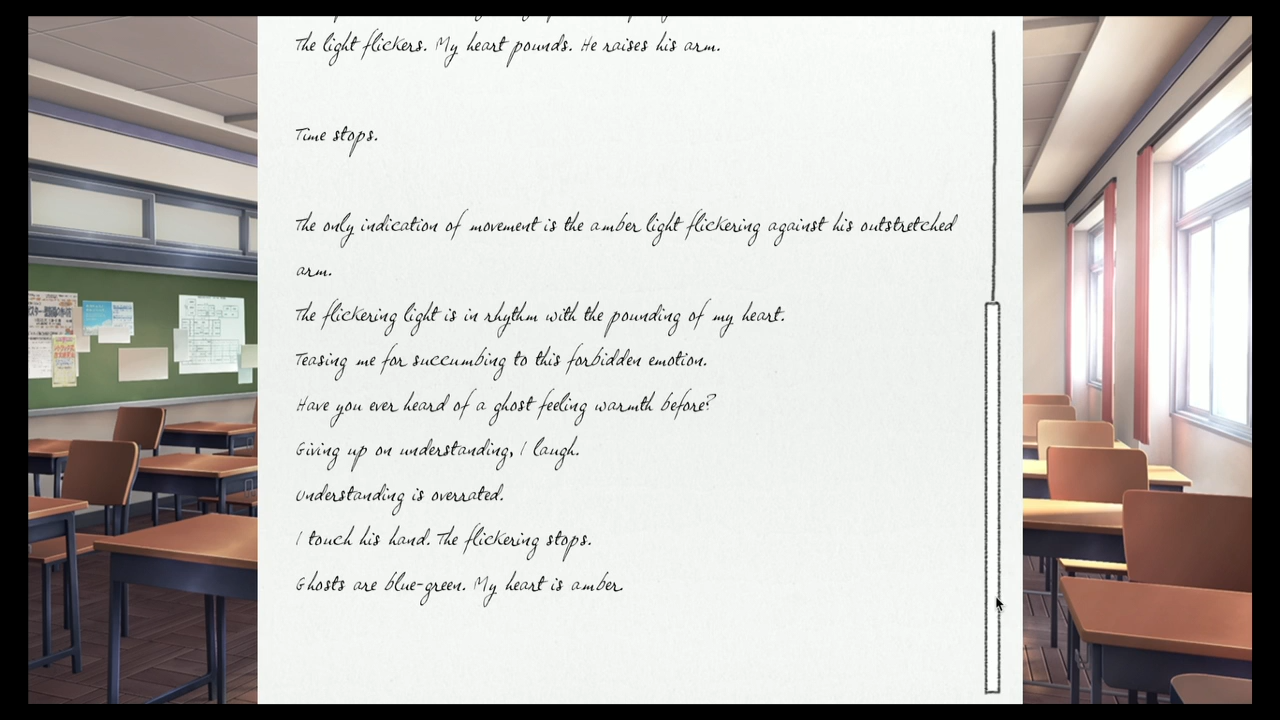 The light flickers. My heart pounds. He raises his arm.
Time stops.
The only indication of movement is the amber light flickering against his outstretched
arm.
The flickering light is in rhythm with the pounding of my heart.
Teasing me for succumbing to this forbidden emotion.
Have you ever heard of a ghost feeling warmth before?
Giving up on understanding, I laugh.
Understanding is overrated.
I touch his hand. The flickering stops.
Ghosts are blue-green. My heart is amber.